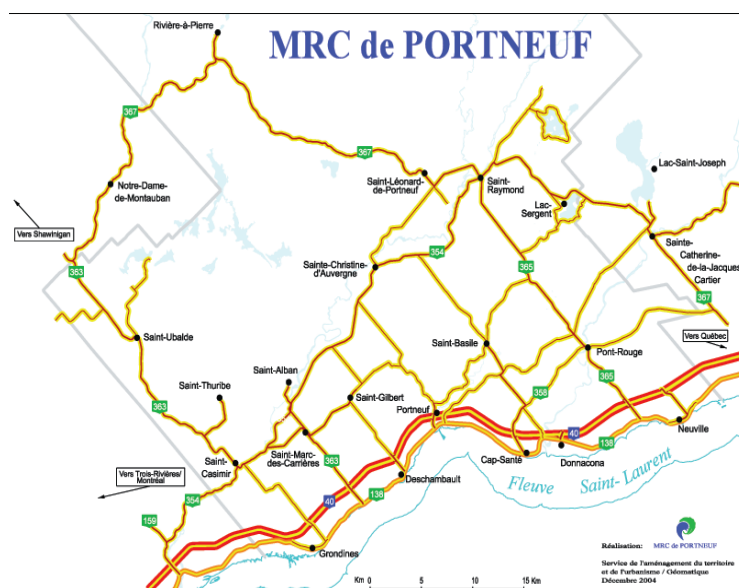 Rivière-à-Pierre
MRC de PORTNEUF
367
367
Saint-Léonard-
de-Portneuf
Saint-
Raymond
Lac-Saint-Joseph
Notre-Dame-
de-Montauban
Lac-
Sergent
Vers Shawinigan
363
354
365
Sainte-Christine-
d'Auvergne
Sainte-
Catherine-
de-la-Jacques
Cartier
367
Saint-Ubalde
Saint-Basile
Pont-Rouge
Vers Québec
Saint-Alban
Saint-Thuribe
363
Saint-Gilbert
358
365
Portneuf
Neuville
40
138
Saint-Marc-
des-Carrières
363
Saint-
Casimir
Cap-Santé
Donnacona
Vers Trois-Rivières/
Montréal
Deschambault
Fleuve Saint-Laurent
354
40
138
159
Grondines
Réalisation: MRC de PORTNEUF
Service de l'aménagement du territoire
et de l'urbanisme / Géomatique
Décembre 2004
Km 0 5 10 15 Km